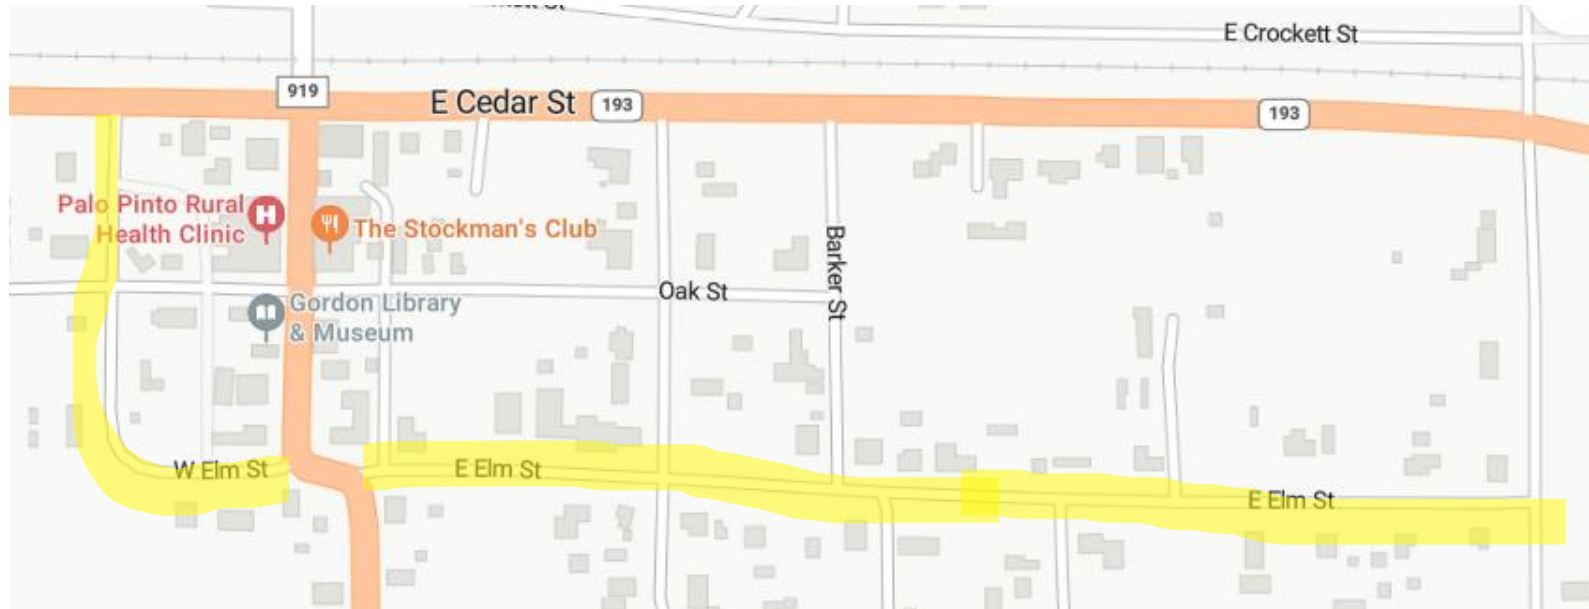 E Crockett St
919
E Cedar St
193
193
Palo Pinto Rural
Health Clinic
The Stockman's Club
Barker St
Oak St
Gordon Library
& Museum
W Elm St
E Elm St
E Elm St